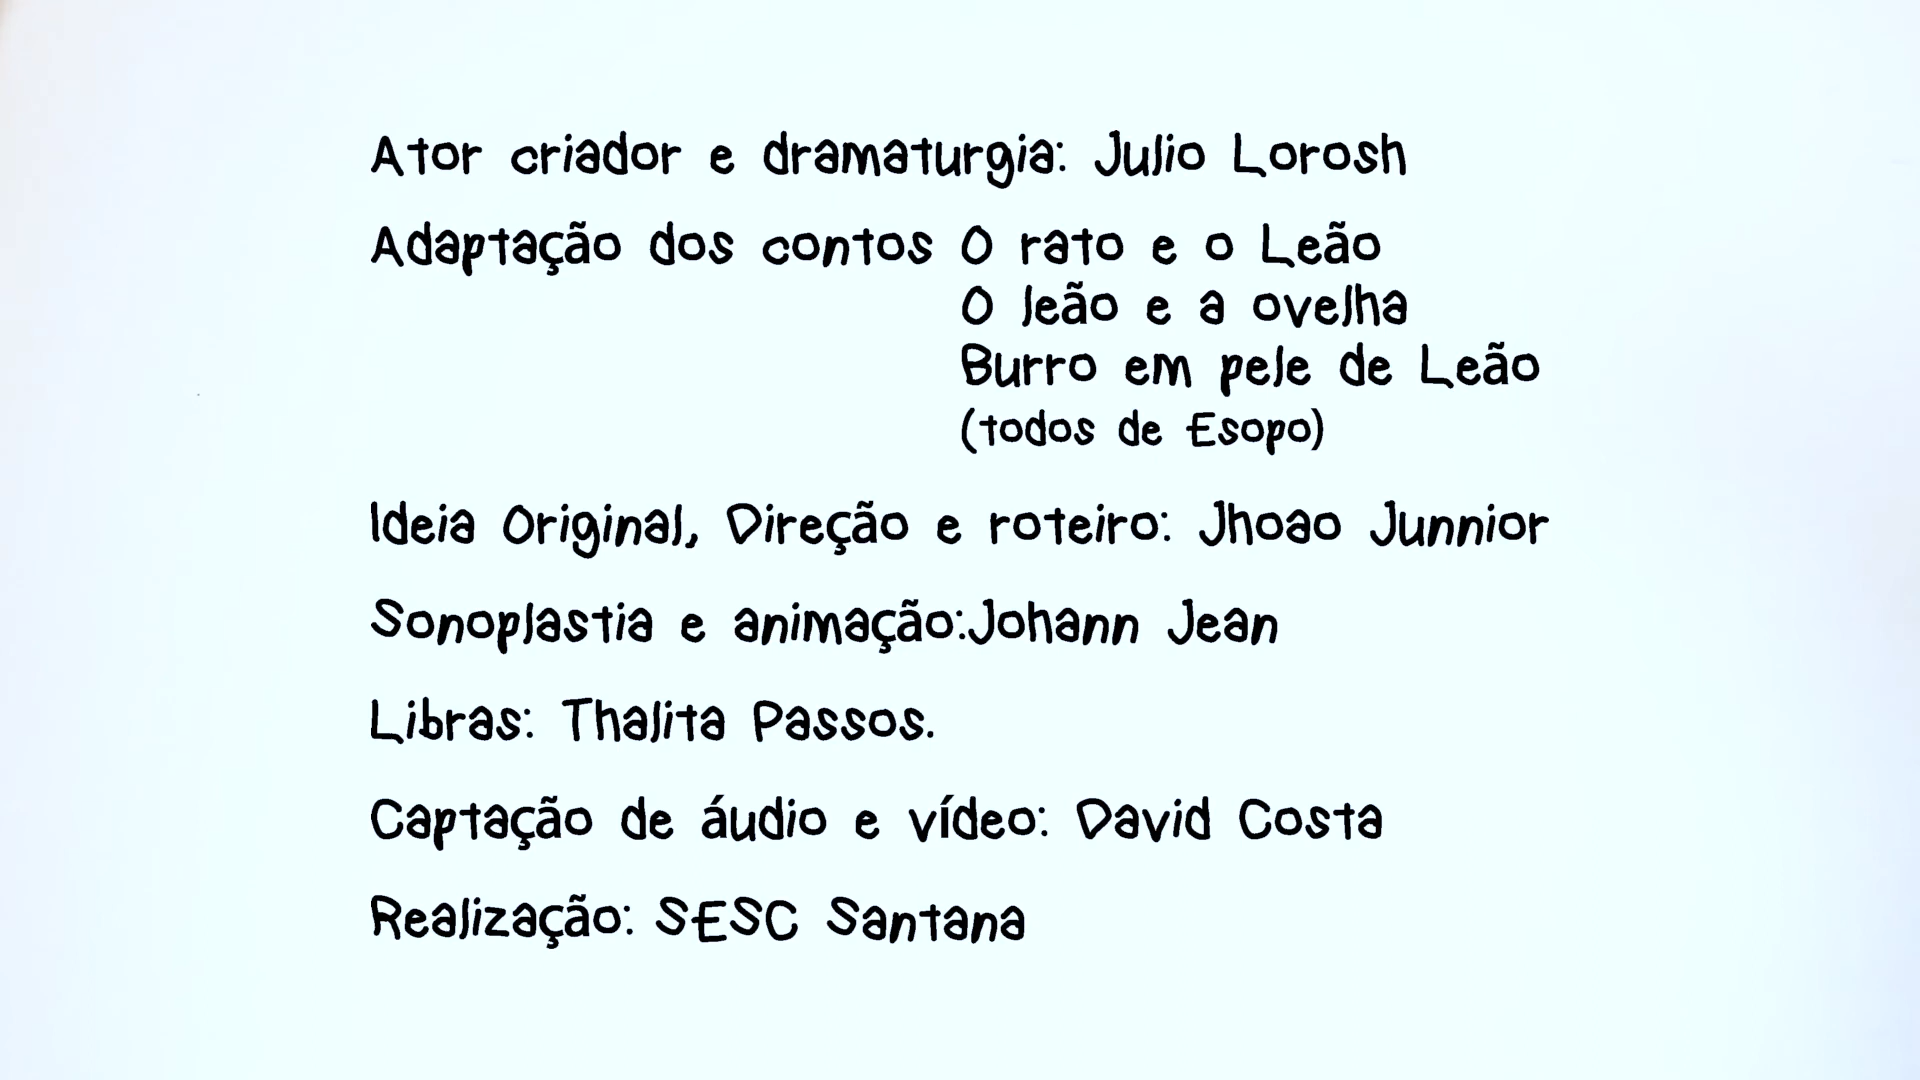 Ator criador e dramaturgia: Julio Lorosh
Adaptação dos contos O rato e o Leão
O leão e a ovelha
Burro em pele de Leão
(todos de Esopo)
Ideia Original, Direção e roteiro: Jhoao Junnior
Sonoplastia e animação:Johann Jean
Libras: Thalita Passos.
Captação de áudio e vídeo: David Costa
Realização: SESC Santana